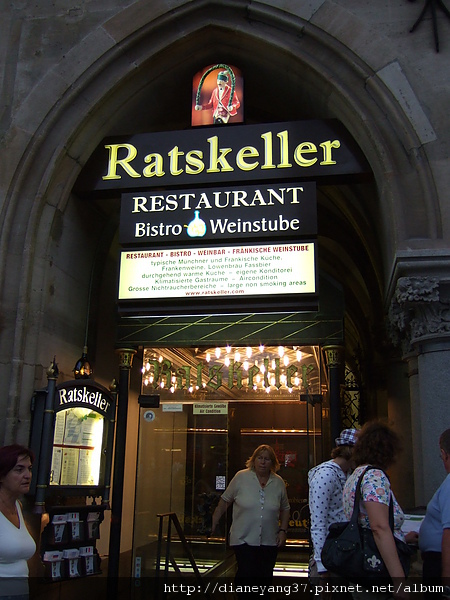 Ratskeller
RESTAURANT
Bistro Weinstube
RESTAURANT - BISTRO - WEINBAR - FRÄNKISCHE WEINSTUBE
typische Münchner und Fränkische Küche,
Frankenweine, Löwenbräu Fassbier
durchgehend warme Küche - eigene Konditorei
Klimatisierte Gasträume - Aircondition
Grosse Nichtraucherbereiche - large non smoking areas
www.ratskeller.com
Ratskeller
Ratskeller
http://dianeyang37.pixnet.net/album